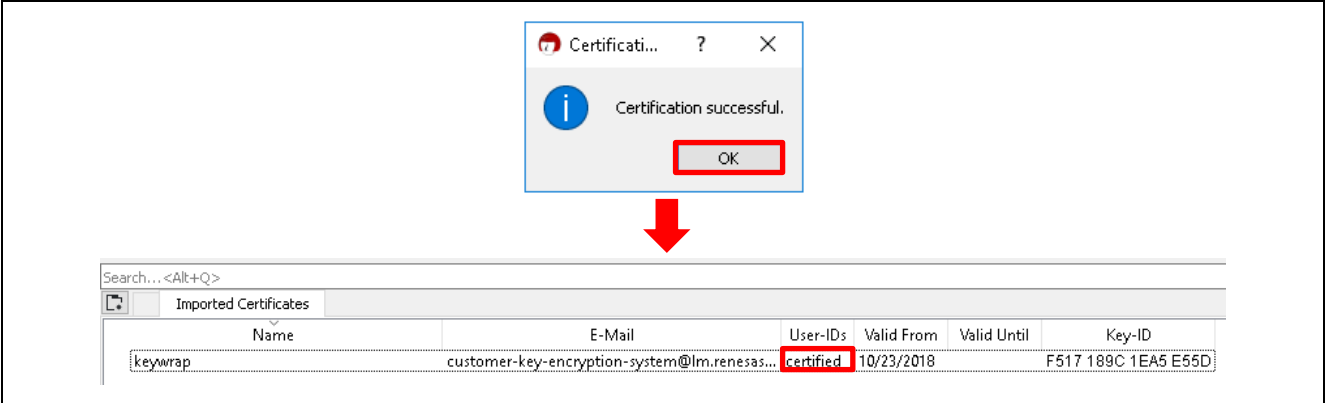 Certificati... ? ×
Certification successful.
OK
Search...<Alt+Q>
Imported Certificates
Name E-Mail User-IDs Valid From Valid Until Key-ID
keywrap customer-key-encryption-system@lm.renesas... certified 10/23/2018 F517 189C 1EA5 E55D